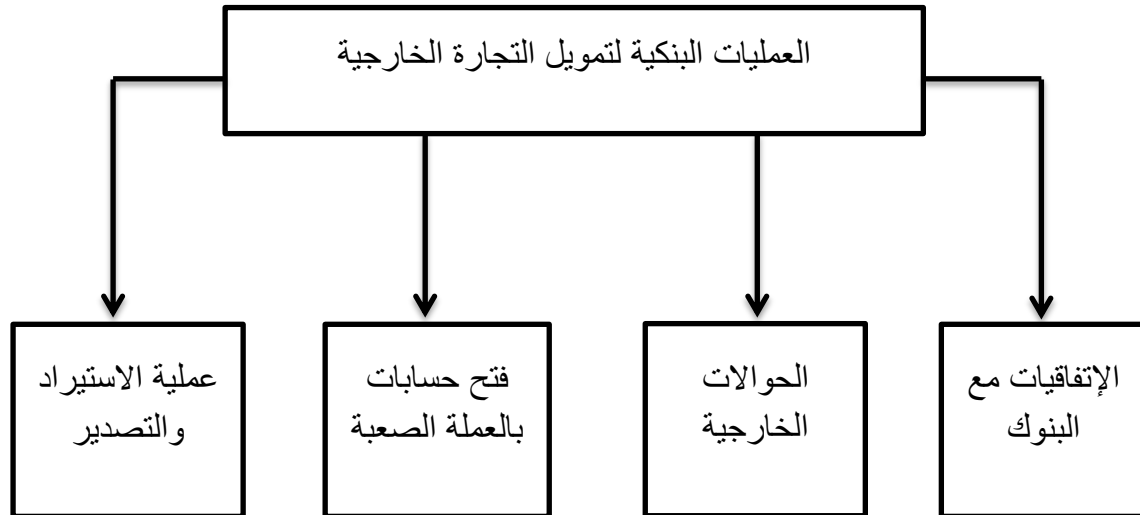 العمليات البنكية لتمويل التجارة الخارجية
الإتفاقيات مع
البنوك
الحوالات
الخارجية
فتح حسابات
بالعملة الصعبة
عملية الاستيراد
والتصدير